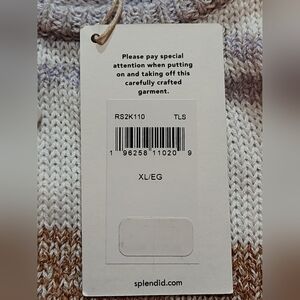 Please pay special
attention when putting
on and taking off this
carefully crafted
garment.
RS2K110 TLS
1 96258 11020 9
XL/EG
splendid.com